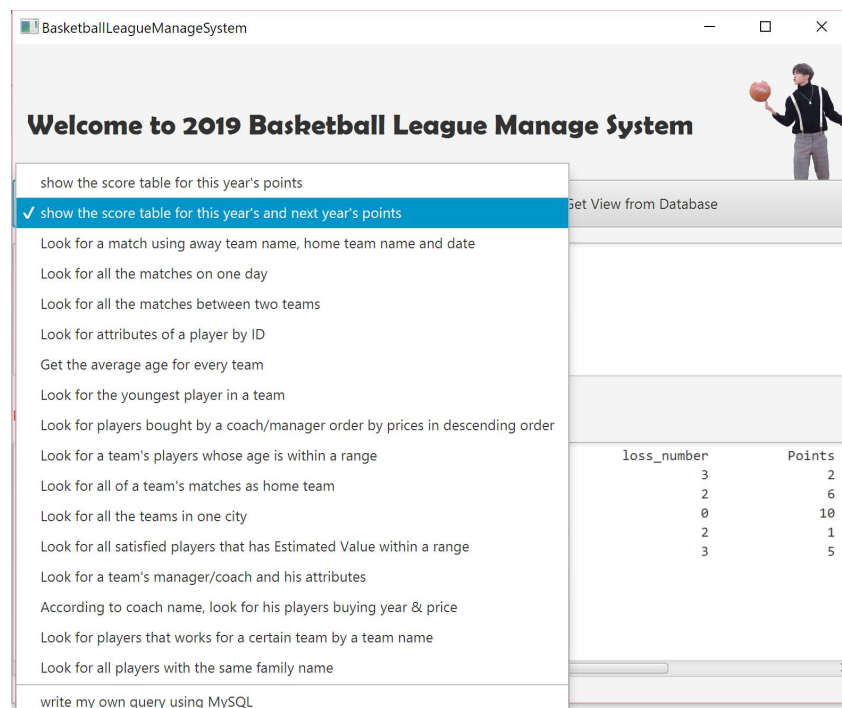 BasketballLeagueManageSystem
Welcome to 2019 Basketball League Manage System
show the score table for this year's points
✓ show the score table for this year's and next year's points
Get View from Database
Look for a match using away team name, home team name and date
Look for all the matches on one day
Look for all the matches between two teams
Look for attributes of a player by ID
Get the average age for every team
Look for the youngest player in a team
Look for players bought by a coach/manager order by prices in descending order
Look for a team's players whose age is within a range
Look for all of a team's matches as home team
Look for all the teams in one city
Look for all satisfied players that has Estimated Value within a range
Look for a team's manager/coach and his attributes
According to coach name, look for his players buying year & price
Look for players that works for a certain team by a team name
Look for all players with the same family name
write my own query using MySQL
loss_number Points
3 2
2 6
0 10
2 1
3 5